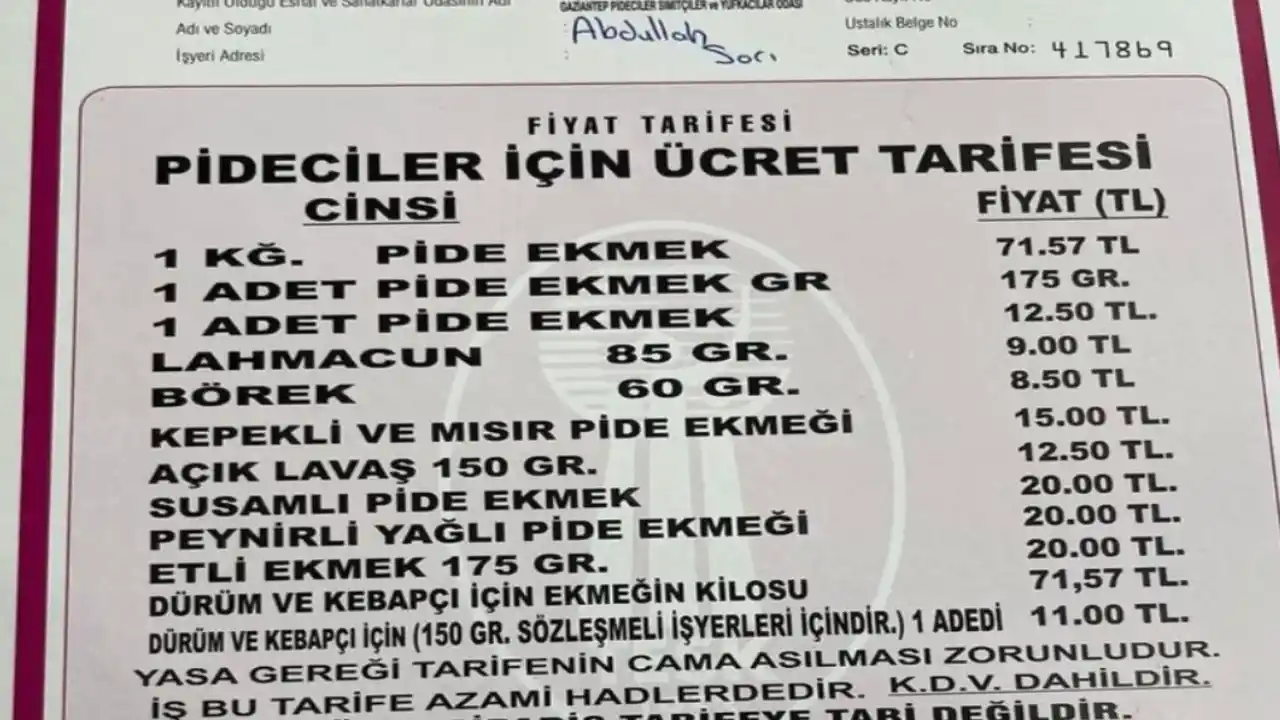 Kayıtlı Olduğu Esnaf ve Sanatkarlar Odasının Adı
GAZİANTEP PİDECİLER SİMİTÇİLER ve YUFKACILAR ODASI
Adı ve Soyadı : Abdullah Sarı
Ustalık Belge No :
İşyeri Adresi :
Seri: C Sıra No: 417869
FİYAT TARİFESİ
PİDECİLER İÇİN ÜCRET TARİFESİ
CİNSİ FİYAT (TL)
1 KĞ. PİDE EKMEK 71.57 TL
1 ADET PİDE EKMEK GR 175 GR.
1 ADET PİDE EKMEK 12.50 TL.
LAHMACUN 85 GR. 9.00 TL
BÖREK 60 GR. 8.50 TL
KEPEKLİ VE MISIR PİDE EKMEĞİ 15.00 TL.
AÇIK LAVAŞ 150 GR. 12.50 TL.
SUSAMLI PİDE EKMEK 20.00 TL.
PEYNİRLİ YAĞLI PİDE EKMEĞİ 20.00 TL.
ETLİ EKMEK 175 GR. 20.00 TL.
DÜRÜM VE KEBAPÇI İÇİN EKMEĞİN KİLOSU 71,57 TL.
DÜRÜM VE KEBAPÇI İÇİN (150 GR. SÖZLEŞMELİ İŞYERLERİ İÇİNDİR.) 1 ADEDİ 11.00 TL.
YASA GEREĞİ TARİFENİN CAMA ASILMASI ZORUNLUDUR.
İŞ BU TARİFE AZAMİ HADLERDEDİR. K.D.V. DAHİLDİR.
TARİFEYE TABİ DEĞİLDİR.